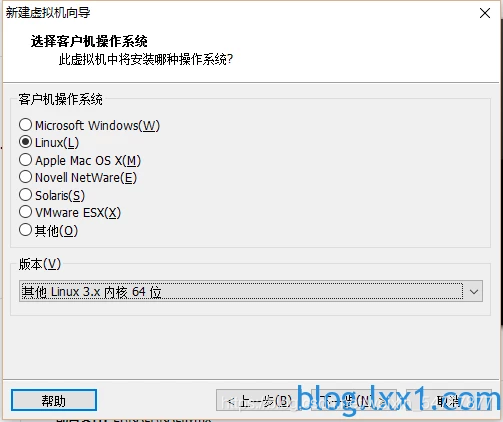 新建虚拟机向导
选择客户机操作系统
此虚拟机中将安装哪种操作系统?
客户机操作系统
Microsoft Windows(W)
Linux(L)
Apple Mac OS X(M)
Novell NetWare(E)
Solaris(S)
VMware ESX(X)
其他(O)
版本(V)
其他 Linux 3.x 内核 64 位
帮助
< 上一步(B)
下一步(N)
取消
blog.lxx1.com